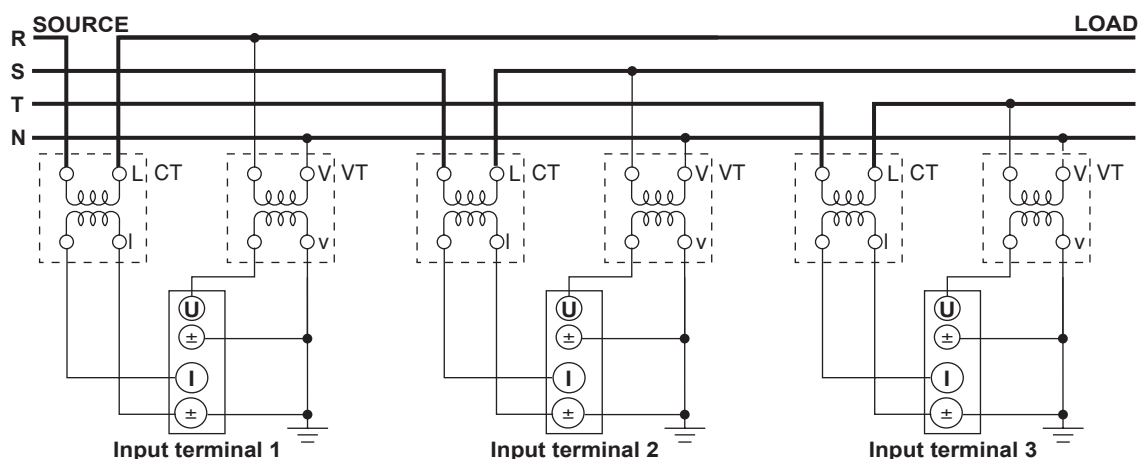 SOURCE LOAD
R
S
T
N
L CT V VT L CT V VT L CT V VT
l v l v l v
U U U
± ± ±
I I I
± ± ±
Input terminal 1 Input terminal 2 Input terminal 3